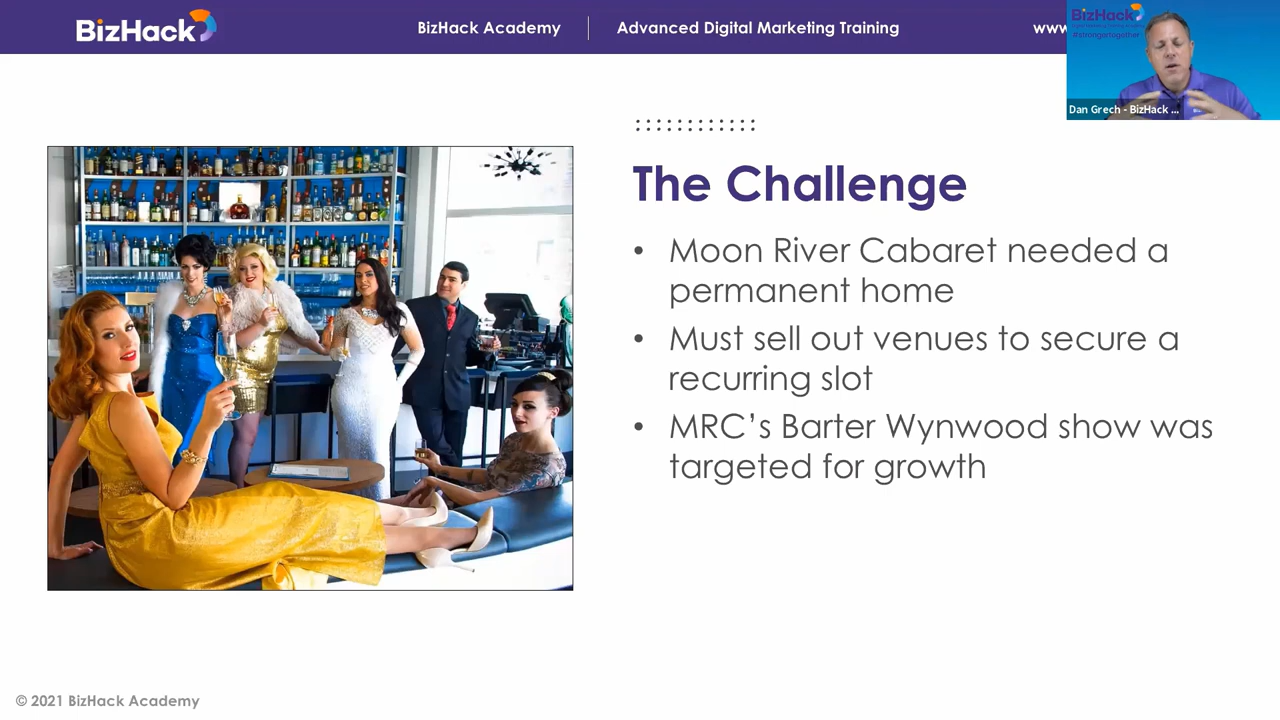 BizHack
BizHack Academy
Advanced Digital Marketing Training
www
BizHack
#strongertogether
Dan Grech - BizHack ...
The Challenge
• Moon River Cabaret needed a
permanent home
• Must sell out venues to secure a
recurring slot
• MRC’s Barter Wynwood show was
targeted for growth
© 2021 BizHack Academy